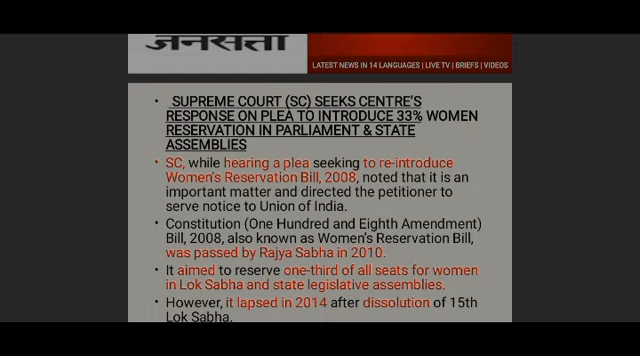 जनसत्ता
LATEST NEWS IN 14 LANGUAGES | LIVE TV | BRIEFS | VIDEOS
• SUPREME COURT (SC) SEEKS CENTRE'S
RESPONSE ON PLEA TO INTRODUCE 33% WOMEN
RESERVATION IN PARLIAMENT & STATE
ASSEMBLIES
• SC, while hearing a plea seeking to re-introduce
Women's Reservation Bill, 2008, noted that it is an
important matter and directed the petitioner to
serve notice to Union of India.
• Constitution (One Hundred and Eighth Amendment)
Bill, 2008, also known as Women's Reservation Bill,
was passed by Rajya Sabha in 2010.
• It aimed to reserve one-third of all seats for women
in Lok Sabha and state legislative assemblies.
• However, it lapsed in 2014 after dissolution of 15th
Lok Sabha.